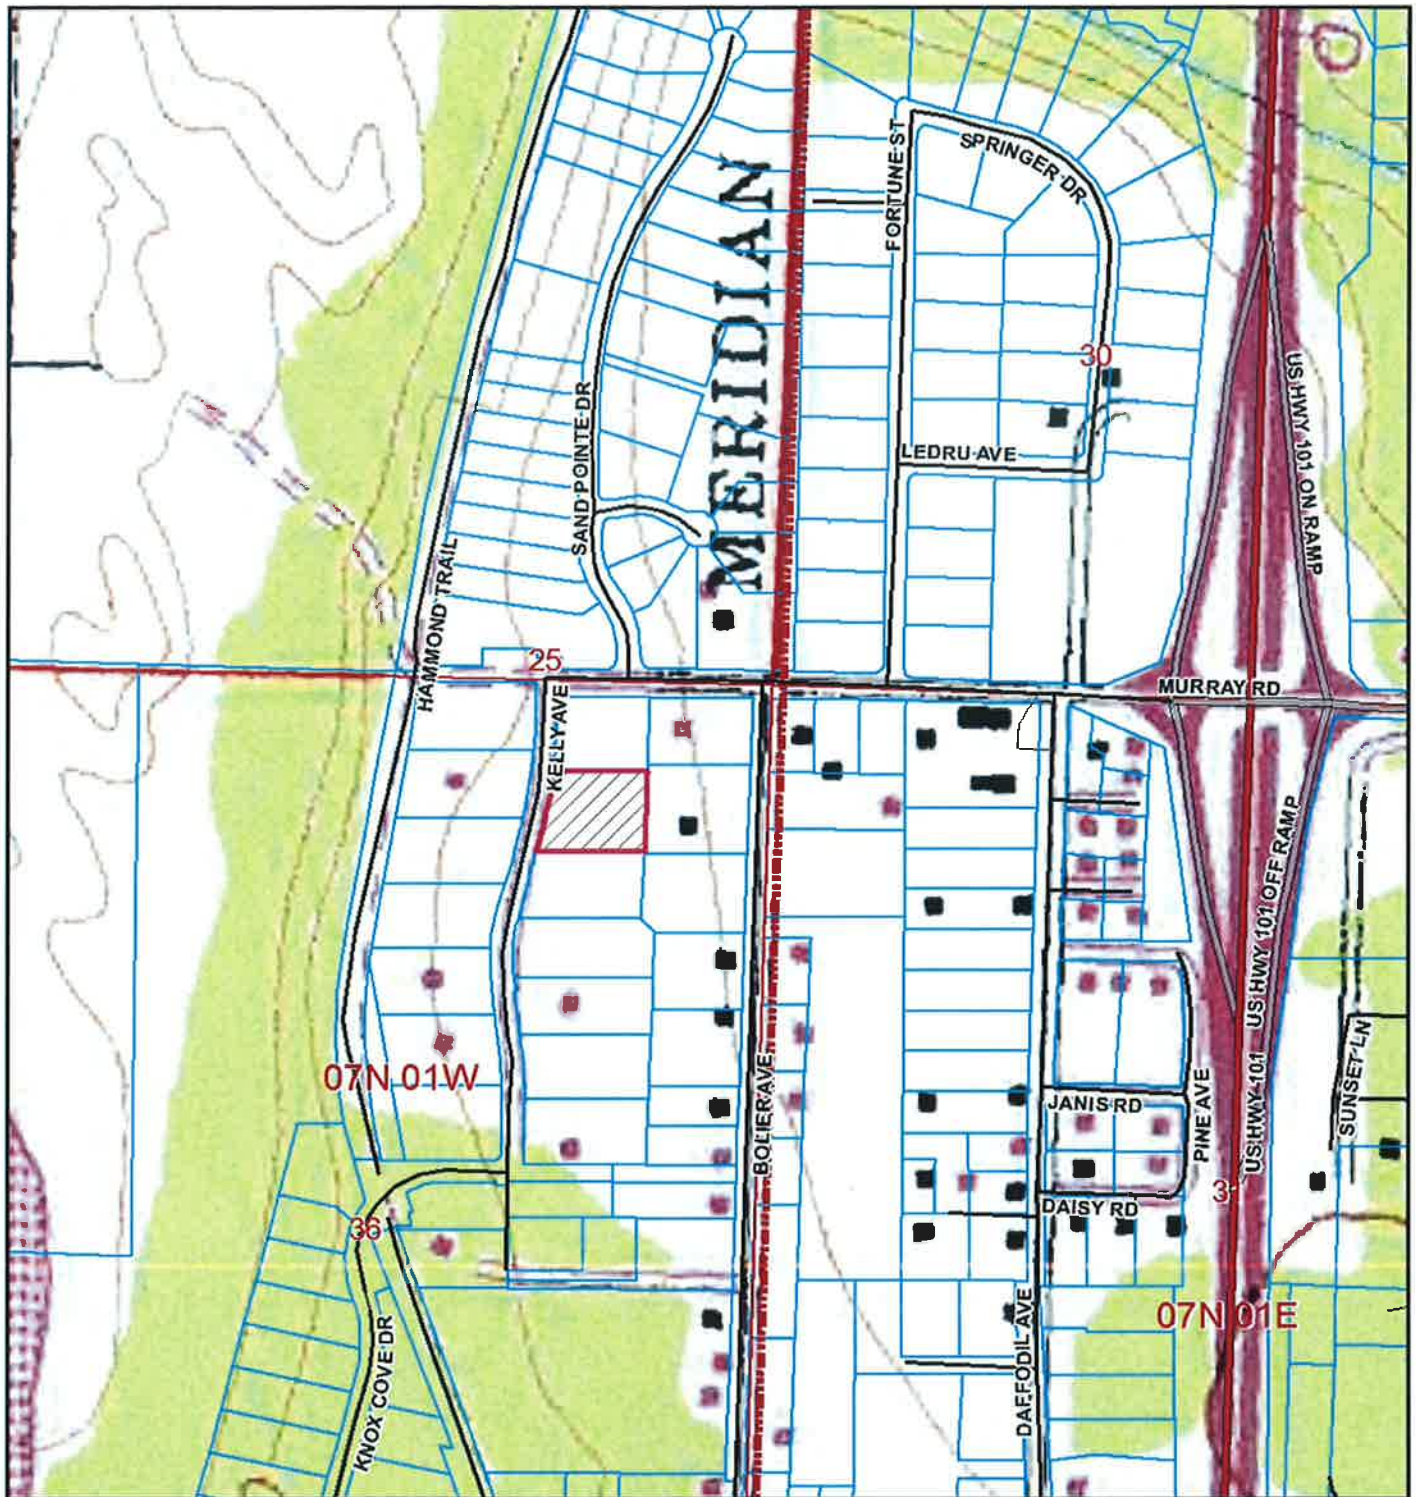 SPRINGER DR
FORTUNE ST
MERIDIAN
30
US HWY 101 ON RAMP
SAND POINTE DR
LEDRU AVE
HAMMOND TRAIL
25
MURRAY RD
KELLY AVE
US HWY 101 OFF RAMP
US HWY 101
SUNSET LN
07N 01W
BOLIER AVE
JANIS RD
PINE AVE
DAISY RD
36
07N 01E
DAFFODIL AVE
KNOX COVE DR